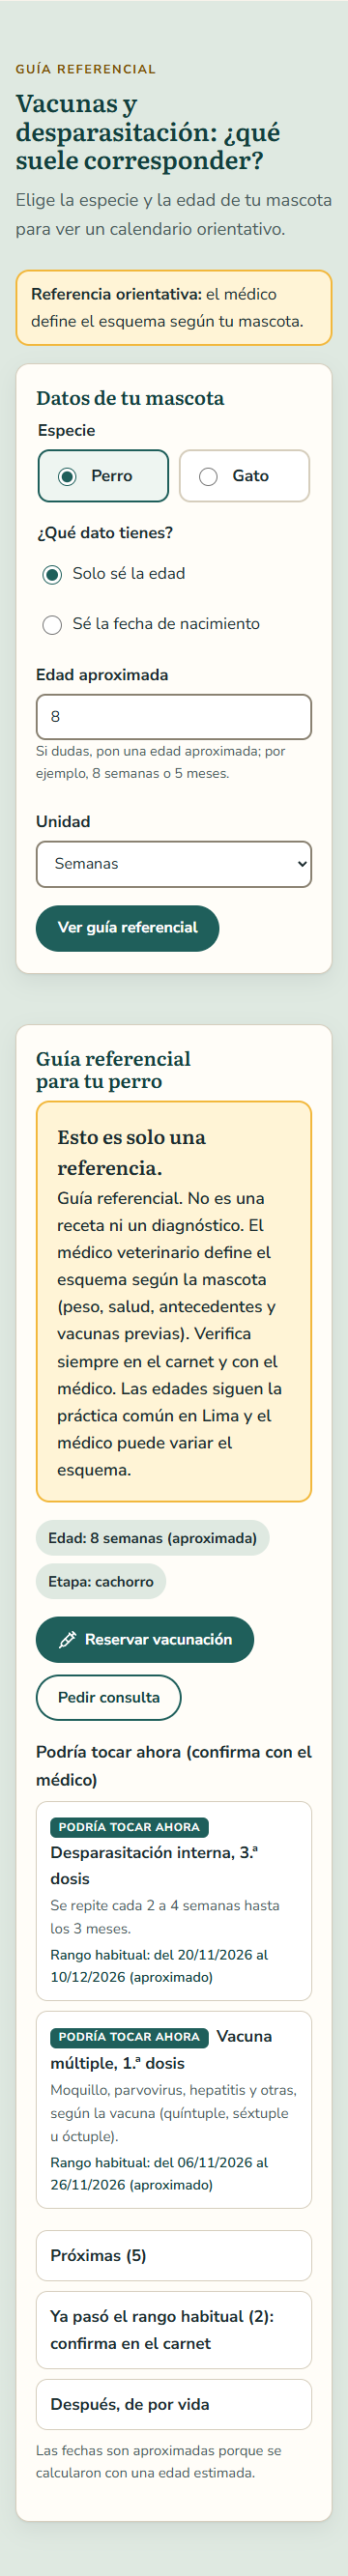 GUÍA REFERENCIAL
Vacunas y
desparasitación: ¿qué
suele corresponder?
Elige la especie y la edad de tu mascota
para ver un calendario orientativo.
Referencia orientativa: el médico
define el esquema según tu mascota.
Datos de tu mascota
Especie
Perro
Gato
¿Qué dato tienes?
Solo sé la edad
Sé la fecha de nacimiento
Edad aproximada
8
Si dudas, pon una edad aproximada; por
ejemplo, 8 semanas o 5 meses.
Unidad
Semanas
Ver guía referencial
Guía referencial
para tu perro
Esto es solo una
referencia.
Guía referencial. No es una
receta ni un diagnóstico. El
médico veterinario define el
esquema según la mascota
(peso, salud, antecedentes y
vacunas previas). Verifica
siempre en el carnet y con el
médico. Las edades siguen la
práctica común en Lima y el
médico puede variar el
esquema.
Edad: 8 semanas (aproximada)
Etapa: cachorro
Reservar vacunación
Pedir consulta
Podría tocar ahora (confirma con el
médico)
PODRÍA TOCAR AHORA
Desparasitación interna, 3.ª
dosis
Se repite cada 2 a 4 semanas hasta
los 3 meses.
Rango habitual: del 20/11/2026 al
10/12/2026 (aproximado)
PODRÍA TOCAR AHORA Vacuna
múltiple, 1.ª dosis
Moquillo, parvovirus, hepatitis y otras,
según la vacuna (quíntuple, séxtuple
u óctuple).
Rango habitual: del 06/11/2026 al
26/11/2026 (aproximado)
Próximas (5)
Ya pasó el rango habitual (2):
confirma en el carnet
Después, de por vida
Las fechas son aproximadas porque se
calcularon con una edad estimada.